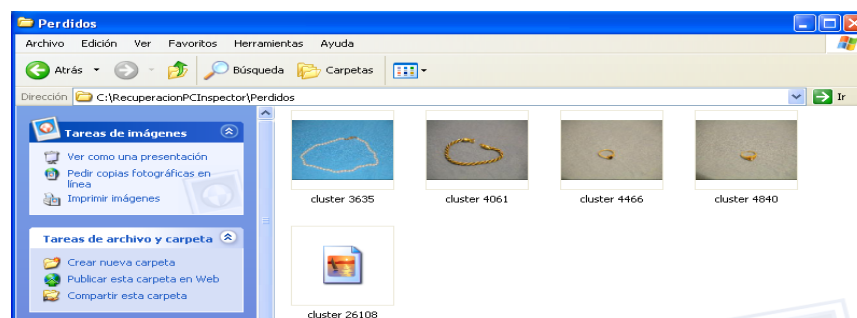 Perdidos
Archivo Edición Ver Favoritos Herramientas Ayuda
Atrás Búsqueda Carpetas
Dirección C:\RecuperacionPCInspector\Perdidos Ir
Tareas de imágenes
Ver como una presentación
Pedir copias fotográficas en
línea
Imprimir imágenes
cluster 3635 cluster 4061 cluster 4466 cluster 4840
Tareas de archivo y carpeta
Crear nueva carpeta
Publicar esta carpeta en Web
Compartir esta carpeta
cluster 26108